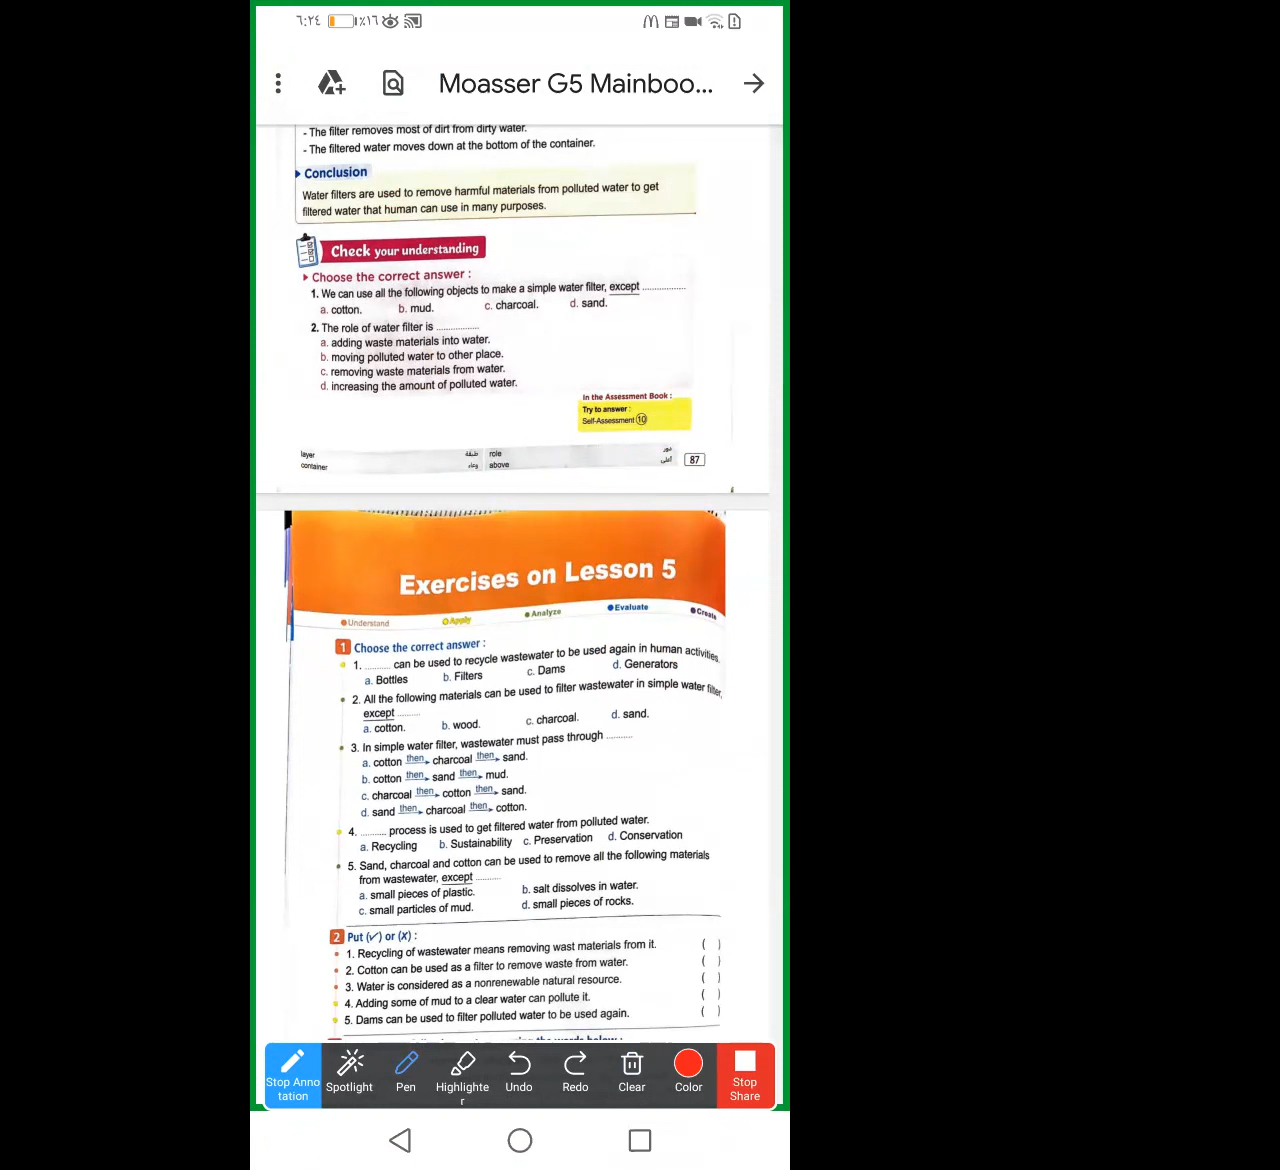 ٦:٢٤ ٪١٦
Moasser G5 Mainboo...
- The filter removes most of dirt from dirty water.
- The filtered water moves down at the bottom of the container.
Conclusion
Water filters are used to remove harmful materials from polluted water to get
filtered water that human can use in many purposes.
Check your understanding
Choose the correct answer :
1. We can use all the following objects to make a simple water filter, except ................
a. cotton. b. mud. c. charcoal. d. sand.
2. The role of water filter is ................
a. adding waste materials into water.
b. moving polluted water to other place.
c. removing waste materials from water.
d. increasing the amount of polluted water.
In the Assessment Book :
Try to answer :
Self-Assessment 10
layer طبقة role دور
container وعاء above أعلى
87
Exercises on Lesson 5
Understand Apply Analyze Evaluate Create
1 Choose the correct answer :
1. .......... can be used to recycle wastewater to be used again in human activities.
a. Bottles b. Filters c. Dams d. Generators
2. All the following materials can be used to filter wastewater in simple water filter,
except ..........
a. cotton. b. wood. c. charcoal. d. sand.
3. In simple water filter, wastewater must pass through ..........
a. cotton then charcoal then sand.
b. cotton then sand then mud.
c. charcoal then cotton then sand.
d. sand then charcoal then cotton.
4. .......... process is used to get filtered water from polluted water.
a. Recycling b. Sustainability c. Preservation d. Conservation
5. Sand, charcoal and cotton can be used to remove all the following materials
from wastewater, except ..........
a. small pieces of plastic. b. salt dissolves in water.
c. small particles of mud. d. small pieces of rocks.
2 Put (✓) or (x) :
1. Recycling of wastewater means removing wast materials from it. ( )
2. Cotton can be used as a filter to remove waste from water. ( )
3. Water is considered as a nonrenewable natural resource. ( )
4. Adding some of mud to a clear water can pollute it. ( )
5. Dams can be used to filter polluted water to be used again. ( )
the words below :
Stop Anno
tation
Spotlight
Pen
Highlighte
r
Undo
Redo
Clear
Color
Stop
Share